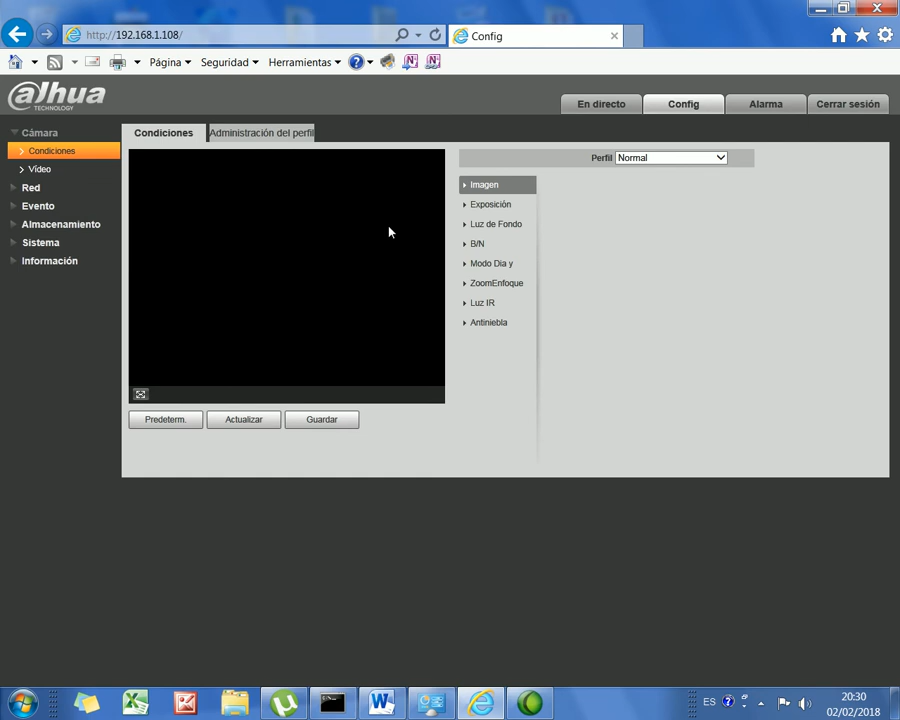 http://192.168.1.108/
Config
Página
Seguridad
Herramientas
alhua
TECHNOLOGY
En directo
Config
Alarma
Cerrar sesión
Cámara
Condiciones
Vídeo
Red
Evento
Almacenamiento
Sistema
Información
Condiciones
Administración del perfil
Perfil
Normal
Imagen
Exposición
Luz de Fondo
B/N
Modo Dia y
ZoomEnfoque
Luz IR
Antiniebla
Predeterm.
Actualizar
Guardar
ES
20:30
02/02/2018